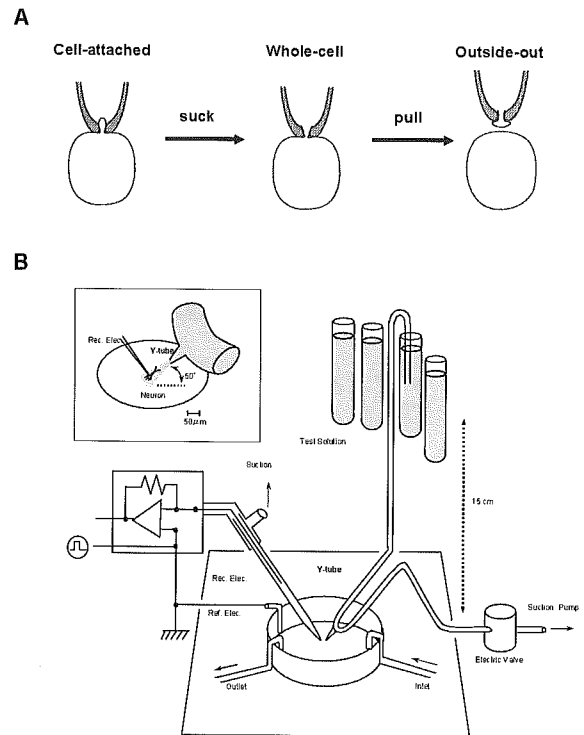 A
Cell-attached
Whole-cell
Outside-out
suck
pull
B
Rec. Elec.
Y-tube
50°
Neuron
50μm
Test Solution
Suction
15 cm
Rec. Elec.
Y-tube
Ref. Elec.
Suction Pump
Electric Valve
Outlet
Inlet